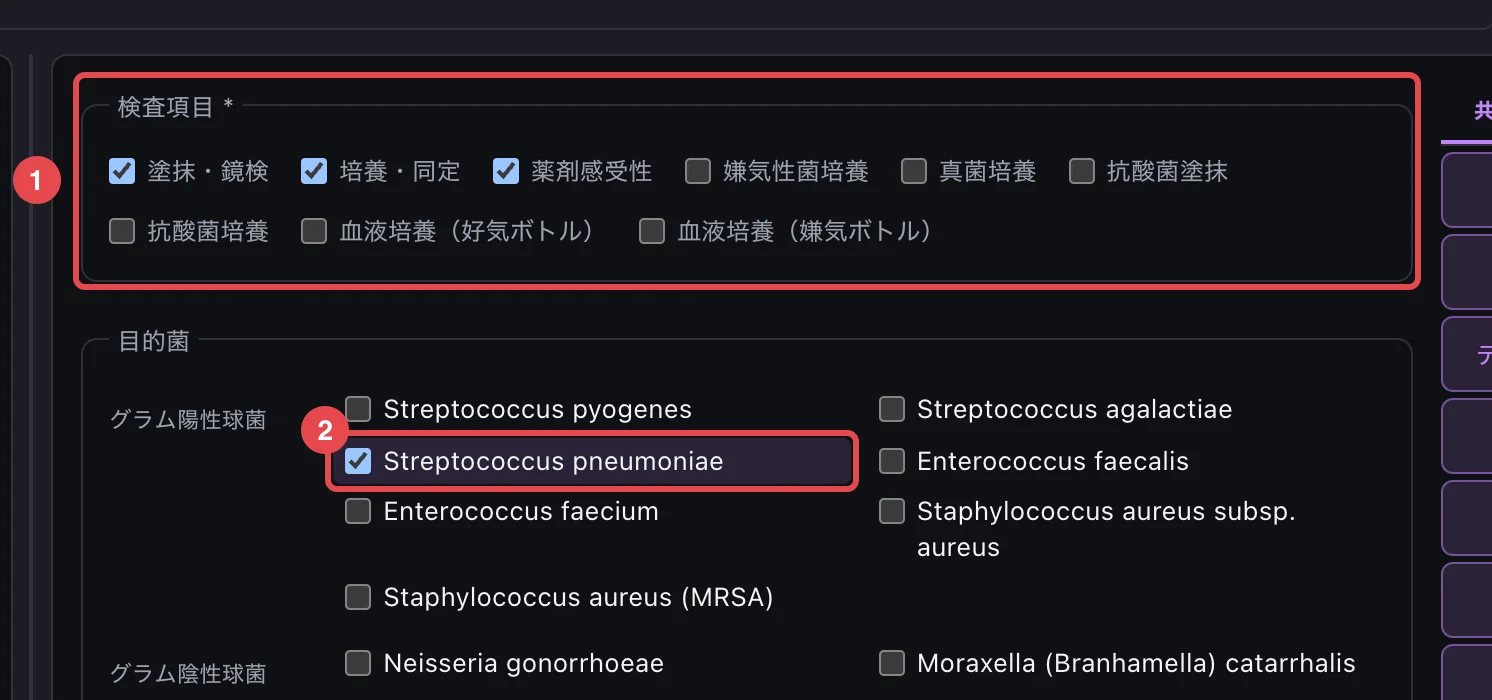 共
検査項目 *
1
塗抹・鏡検 培養・同定 薬剤感受性 嫌気性菌培養 真菌培養 抗酸菌塗抹
抗酸菌培養 血液培養（好気ボトル） 血液培養（嫌気ボトル）
目的菌
グラム陽性球菌
Streptococcus pyogenes Streptococcus agalactiae
2
Streptococcus pneumoniae Enterococcus faecalis
Enterococcus faecium Staphylococcus aureus subsp.
aureus
Staphylococcus aureus (MRSA)
グラム陰性球菌
Neisseria gonorrhoeae Moraxella (Branhamella) catarrhalis